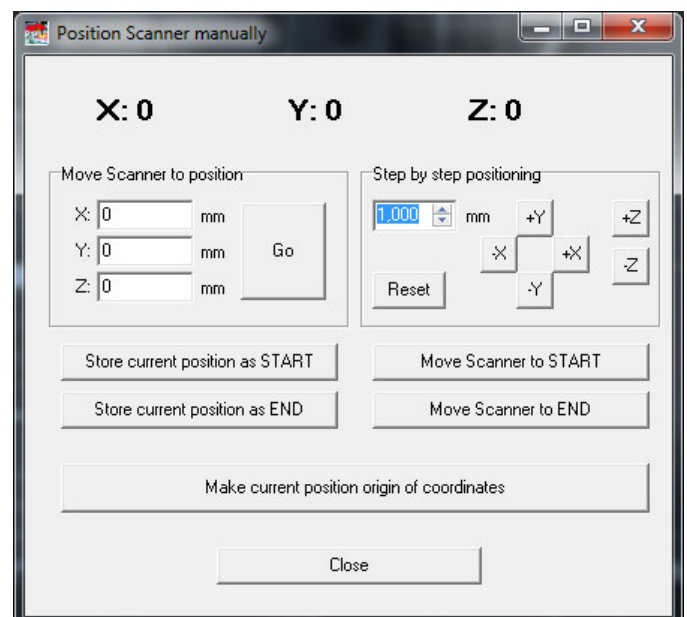 Position Scanner manually
X: 0 Y: 0 Z: 0
Move Scanner to position
X: 0 mm
Y: 0 mm
Z: 0 mm
Go
Step by step positioning
1,000 mm
+Y
-X +X
-Y
+Z
-Z
Reset
Store current position as START
Move Scanner to START
Store current position as END
Move Scanner to END
Make current position origin of coordinates
Close